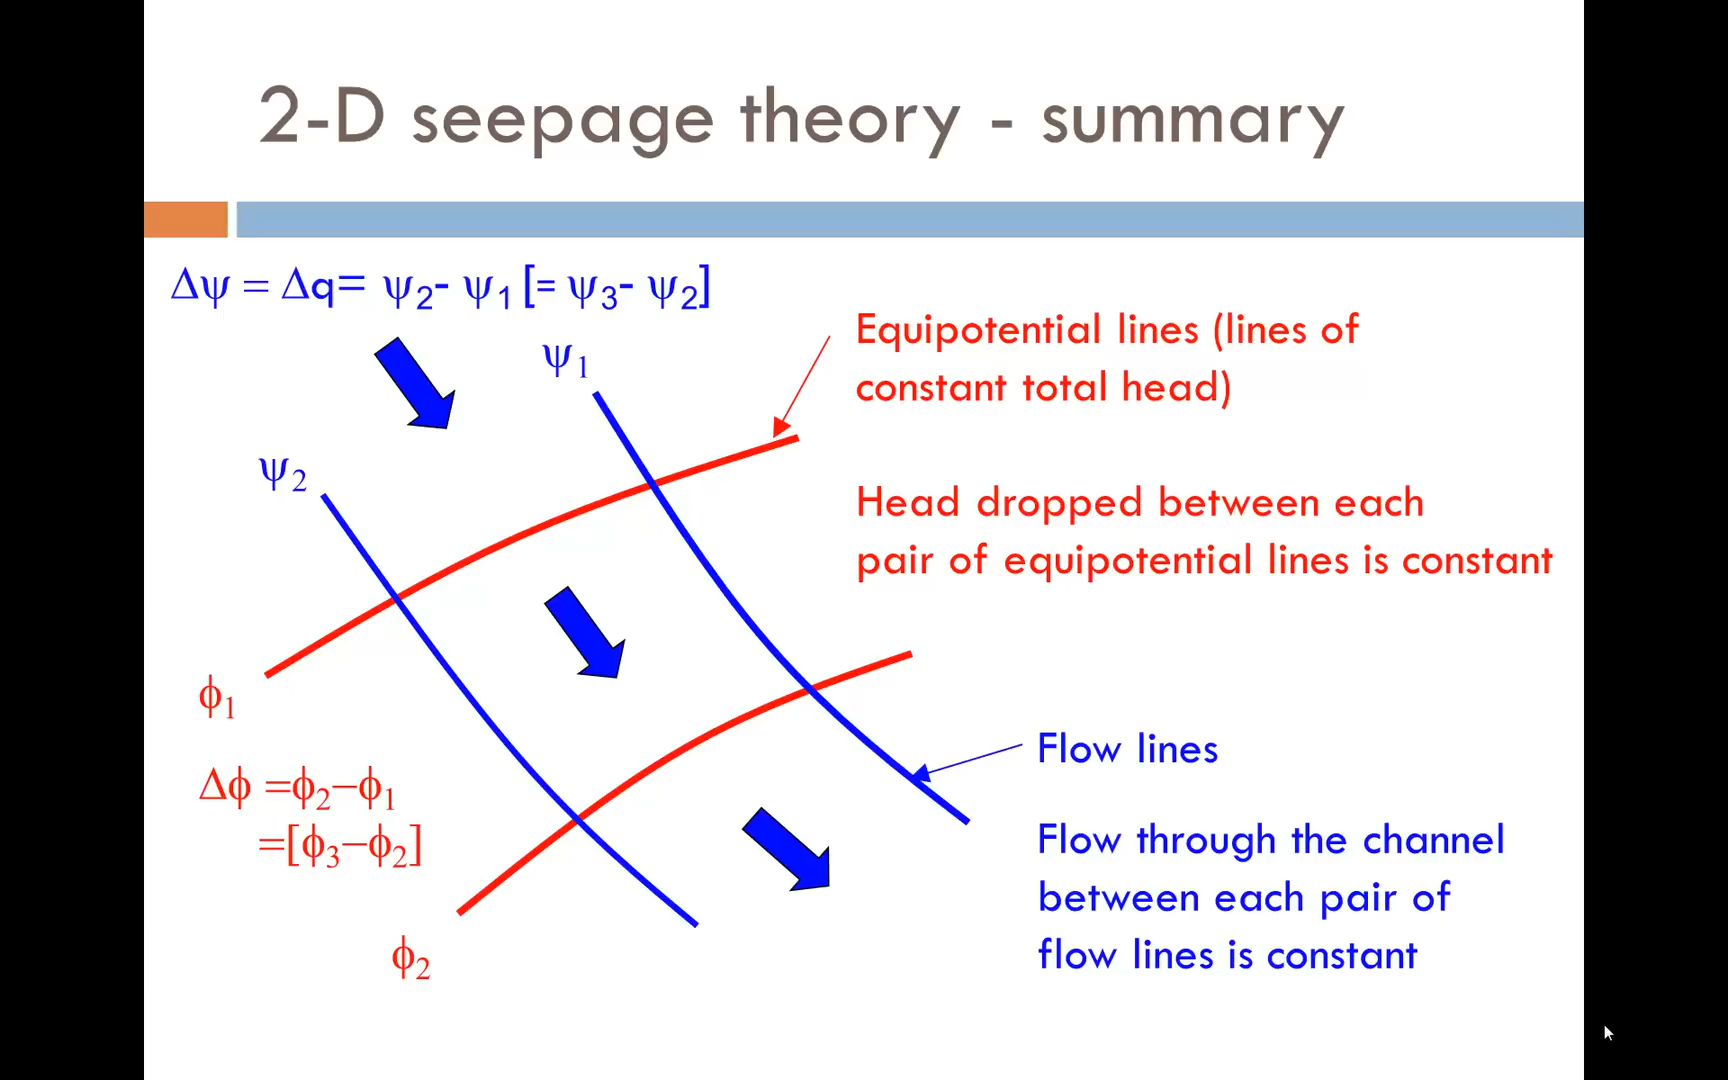 2-D seepage theory - summary
Δψ = Δq= ψ₂- ψ₁ [= ψ₃- ψ₂]
ψ₁
Equipotential lines (lines of
constant total head)
ψ₂
Head dropped between each
pair of equipotential lines is constant
ϕ₁
Δϕ =ϕ₂−ϕ₁
=[ϕ₃−ϕ₂]
Flow lines
Flow through the channel
between each pair of
flow lines is constant
ϕ₂